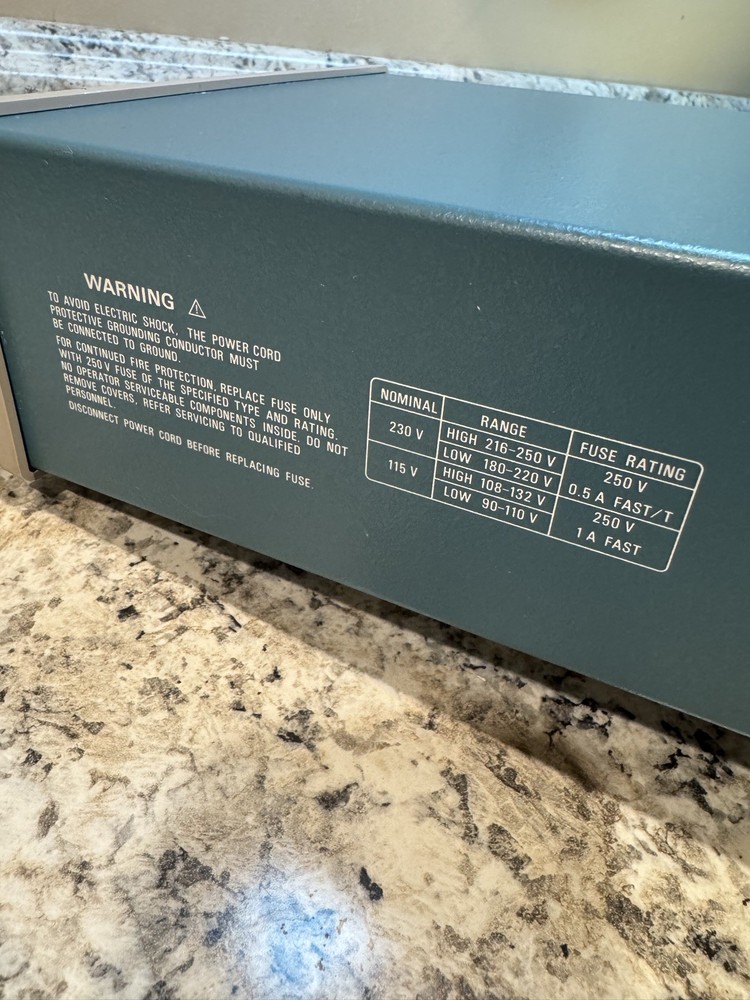 WARNING ⚠
TO AVOID ELECTRIC SHOCK, THE POWER CORD
PROTECTIVE GROUNDING CONDUCTOR MUST
BE CONNECTED TO GROUND.
FOR CONTINUED FIRE PROTECTION, REPLACE FUSE ONLY
WITH 250 V FUSE OF THE SPECIFIED TYPE AND RATING.
NO OPERATOR SERVICEABLE COMPONENTS INSIDE. DO NOT
REMOVE COVERS, REFER SERVICING TO QUALIFIED
PERSONNEL.
DISCONNECT POWER CORD BEFORE REPLACING FUSE.
NOMINAL RANGE FUSE RATING
230 V HIGH 216-250 V 250 V
LOW 180-220 V 0.5 A FAST/T
115 V HIGH 108-132 V 250 V
LOW 90-110 V 1 A FAST